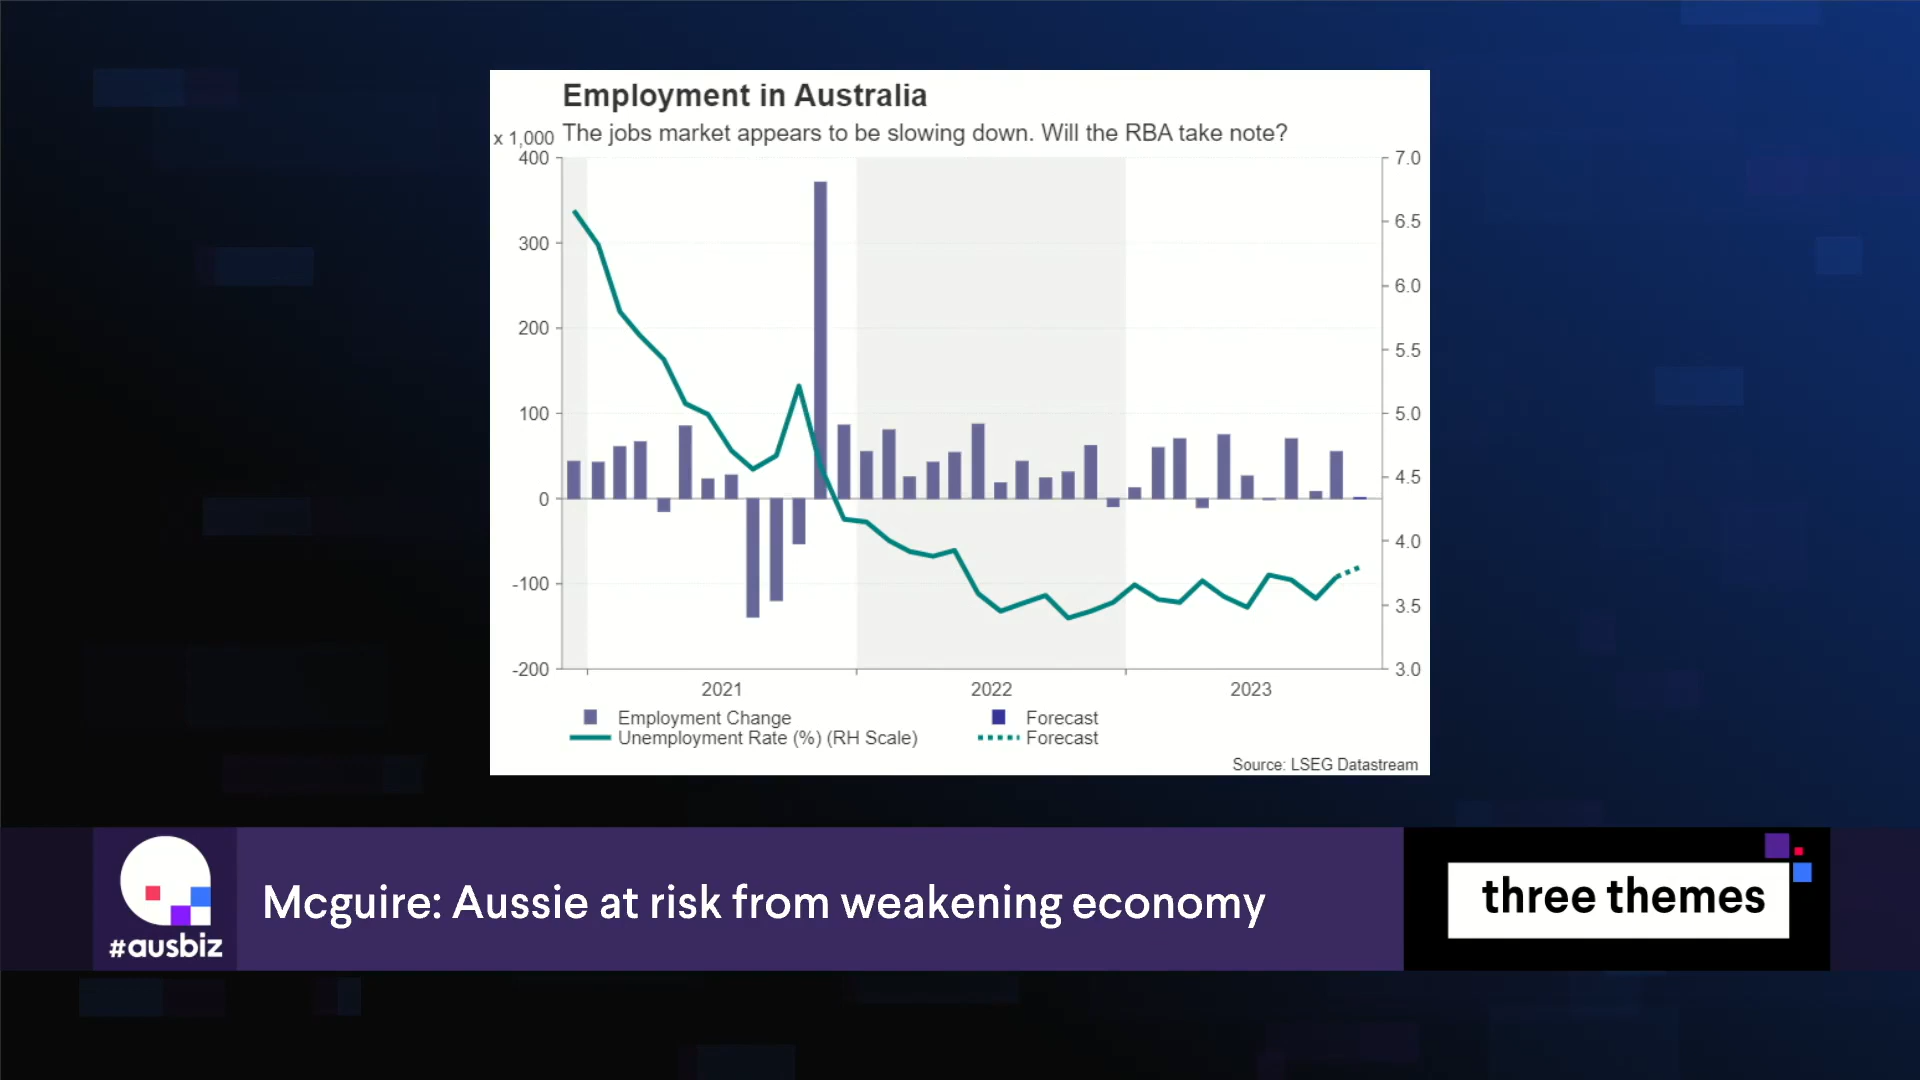 Employment in Australia
x 1,000 The jobs market appears to be slowing down. Will the RBA take note?
400 7.0
6.5
300
6.0
200
5.5
100 5.0
0 4.5
4.0
-100
3.5
-200 3.0
2021 2022 2023
Employment Change Forecast
Unemployment Rate (%) (RH Scale) Forecast
Source: LSEG Datastream
#ausbiz
Mcguire: Aussie at risk from weakening economy
three themes